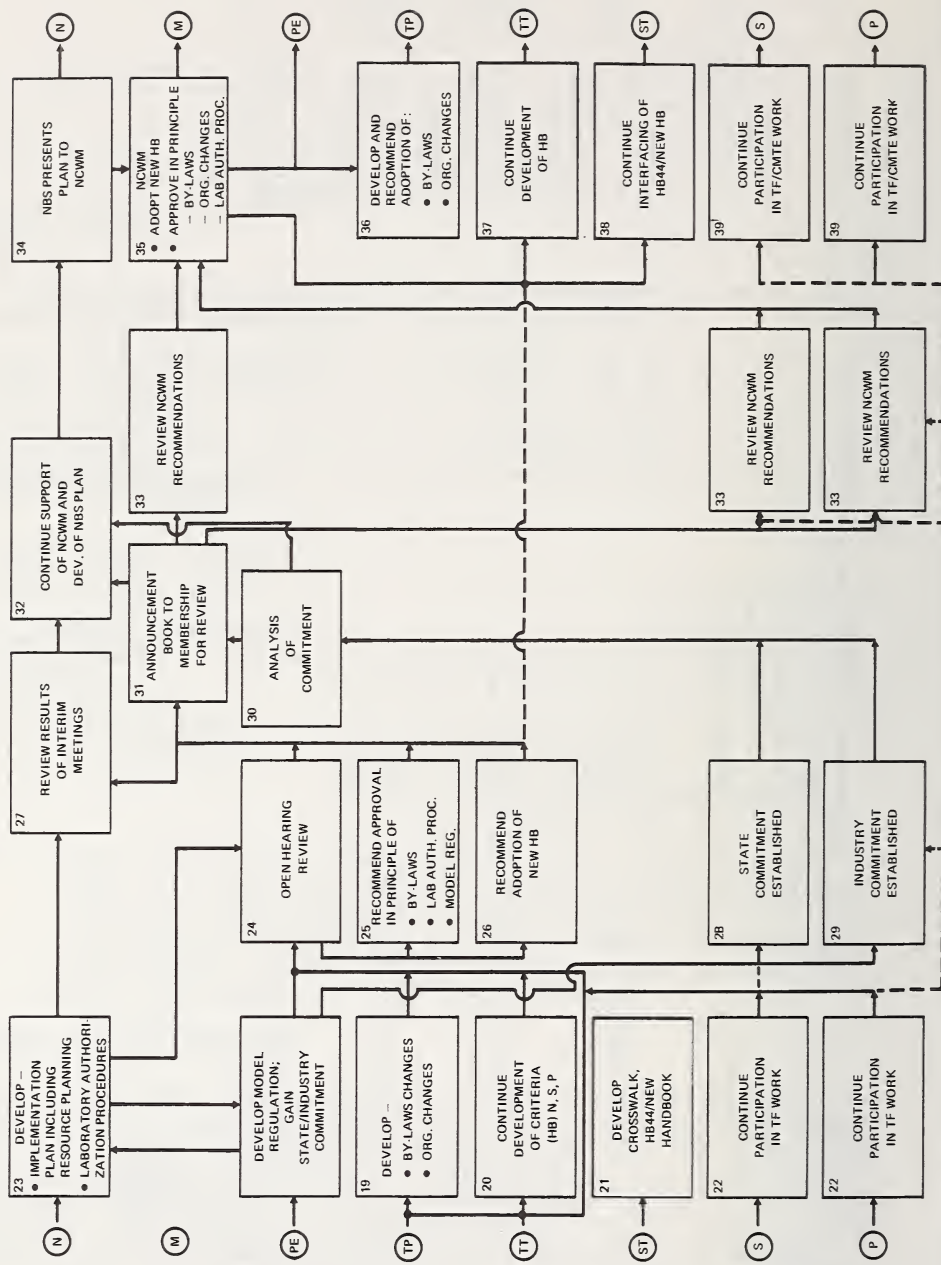 N
M
PE
TP
TT
ST
S
P
23
DEVELOP –
● IMPLEMENTATION
PLAN INCLUDING
RESOURCE PLANNING
● LABORATORY AUTHORI-
ZATION PROCEDURES
DEVELOP MODEL
REGULATION;
GAIN
STATE/INDUSTRY
COMMITMENT
19
DEVELOP –
● BY-LAWS CHANGES
● ORG. CHANGES
20
CONTINUE
DEVELOPMENT
OF CRITERIA
(HB) N, S, P
21
DEVELOP
CROSSWALK,
HB44/NEW
HANDBOOK
22
CONTINUE
PARTICIPATION
IN TF WORK
22
CONTINUE
PARTICIPATION
IN TF WORK
24
OPEN HEARING
REVIEW
25
RECOMMEND APPROVAL
IN PRINCIPLE OF
● BY-LAWS
● LAB AUTH. PROC.
● MODEL REG.
26
RECOMMEND
ADOPTION OF
NEW HB
28
STATE
COMMITMENT
ESTABLISHED
29
INDUSTRY
COMMITMENT
ESTABLISHED
27
REVIEW RESULTS
OF INTERIM
MEETINGS
31
ANNOUNCEMENT
BOOK TO
MEMBERSHIP
FOR REVIEW
30
ANALYSIS
OF
COMMITMENT
32
CONTINUE SUPPORT
OF NCWM AND
DEV. OF NBS PLAN
33
REVIEW NCWM
RECOMMENDATIONS
33
REVIEW NCWM
RECOMMENDATIONS
33
REVIEW NCWM
RECOMMENDATIONS
34
NBS PRESENTS
PLAN TO
NCWM
35
NCWM
● ADOPT NEW HB
● APPROVE IN PRIINCIPLE
– BY-LAWS
– ORG. CHANGES
– LAB AUTH. PROC.
36
DEVELOP AND
RECOMMEND
ADOPTION OF:
● BY-LAWS
● ORG. CHANGES
37
CONTINUE
DEVELOPMENT
OF HB
38
CONTINUE
INTERFACING OF
HB44/NEW HB
39
CONTINUE
PARTICIPATION
IN TF/CMTE WORK
39
CONTINUE
PARTICIPATION
IN TF/CMTE WORK
N
M
PE
TP
TT
ST
S
P